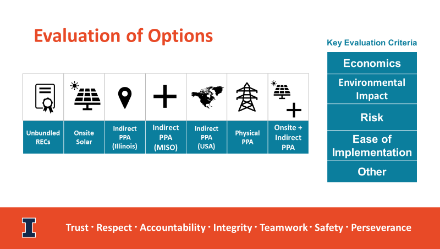 Evaluation of Options
Key Evaluation Criteria
Economics
Environmental
Impact
Risk
Ease of
Implementation
Other
Unbundled
RECs
Onsite
Solar
Indirect
PPA
(Illinois)
Indirect
PPA
(MISO)
Indirect
PPA
(USA)
Physical
PPA
Onsite +
Indirect
PPA
I
Trust · Respect · Accountability · Integrity · Teamwork · Safety · Perseverance